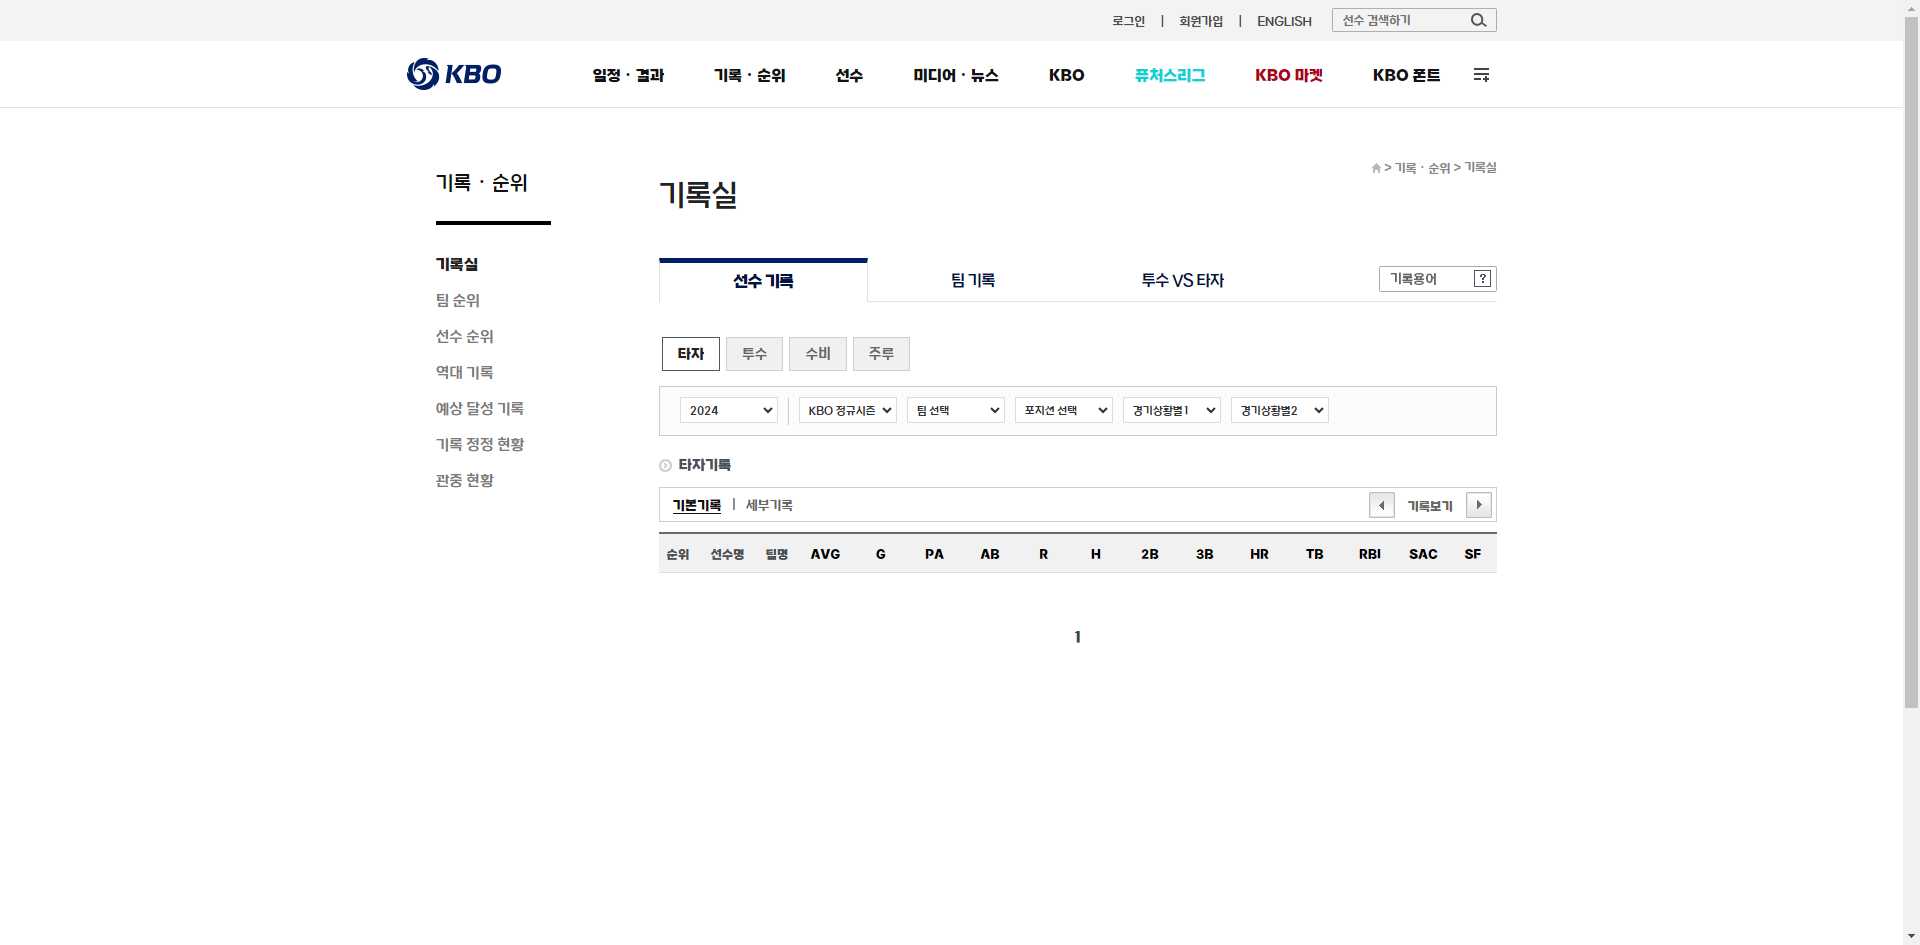 로그인 | 회원가입 | ENGLISH 선수 검색하기
KBO 일정 · 결과 기록 · 순위 선수 미디어 · 뉴스 KBO 퓨처스리그 KBO 마켓 KBO 폰트
> 기록 · 순위 > 기록실
기록 · 순위
기록실
팀 순위
선수 순위
역대 기록
예상 달성 기록
기록 정정 현황
관중 현황
기록실
선수 기록 팀 기록 투수 VS 타자 기록용어 ?
타자 투수 수비 주루
2024 KBO 정규시즌 팀 선택 포지션 선택 경기상황별1 경기상황별2
타자기록
기본기록 | 세부기록 기록보기
순위 선수명 팀명 AVG G PA AB R H 2B 3B HR TB RBI SAC SF
1